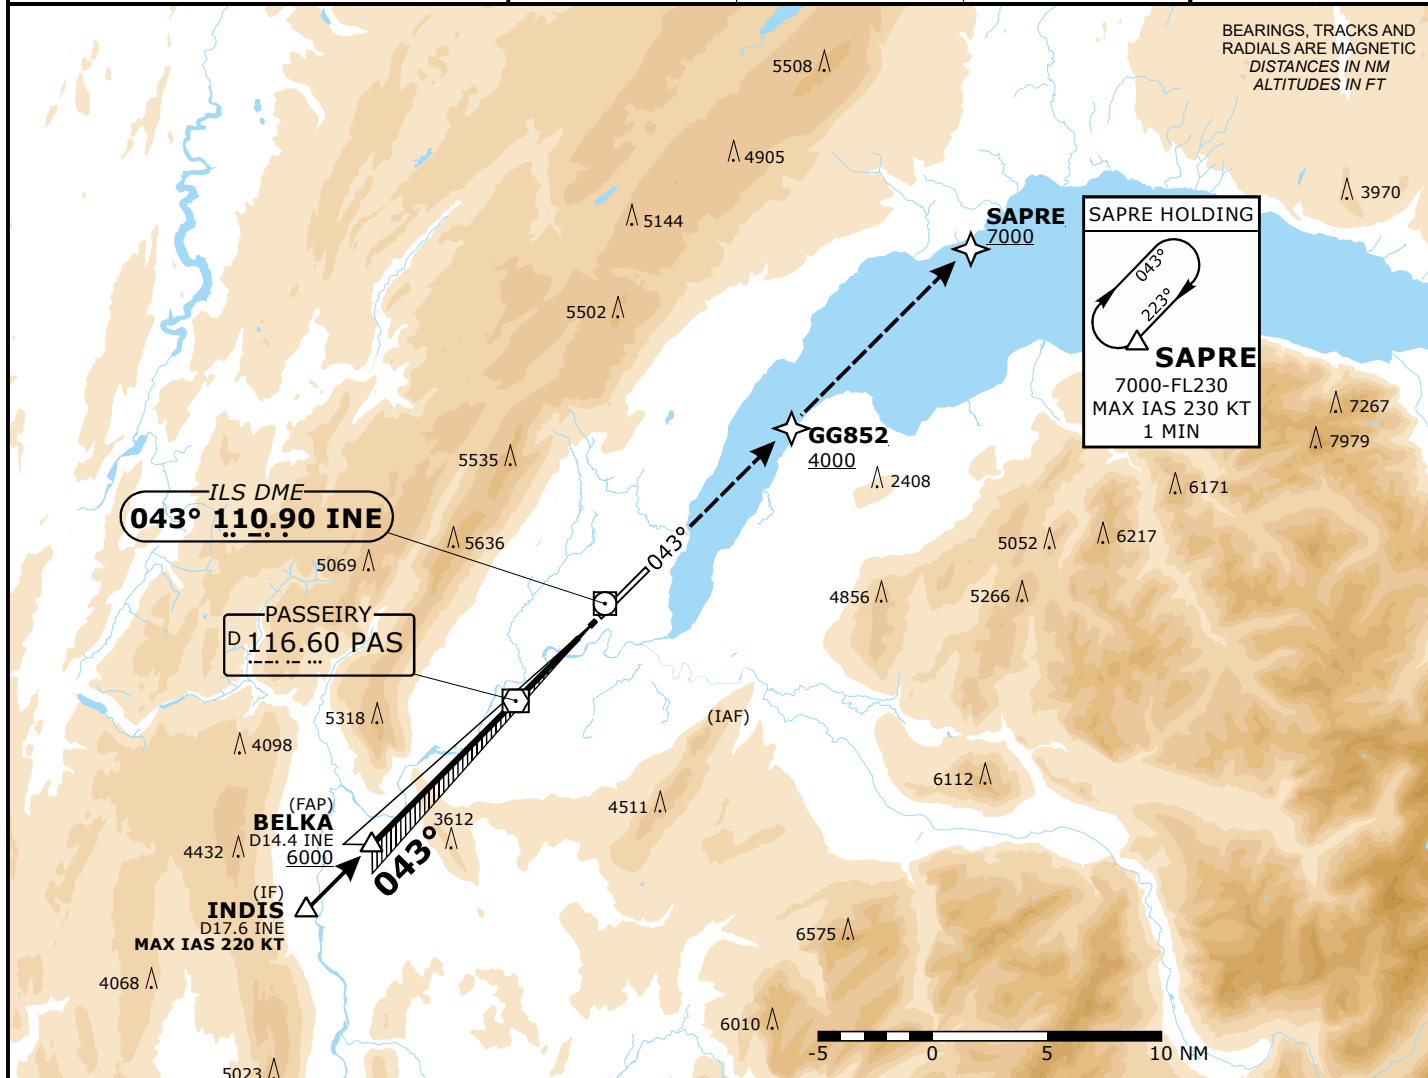 BEARINGS, TRACKS AND
RADIALS ARE MAGNETIC
DISTANCES IN NM
ALTITUDES IN FT
5508
4905
3970
5144
SAPRE
7000
SAPRE HOLDING
043°
223°
SAPRE
7000-FL230
MAX IAS 230 KT
1 MIN
5502
7267
7979
GG852
4000
5535
2408
6171
ILS DME
043° 110.90 INE
5636
5069
043°
5052
6217
4856
5266
PASSEIRY
D 116.60 PAS
5318
(IAF)
4098
6112
4511
(FAP)
BELKA
D14.4 INE
6000
3612
4432
043°
(IF)
INDIS
D17.6 INE
MAX IAS 220 KT
6575
4068
6010
-5 0 5 10 NM
5023